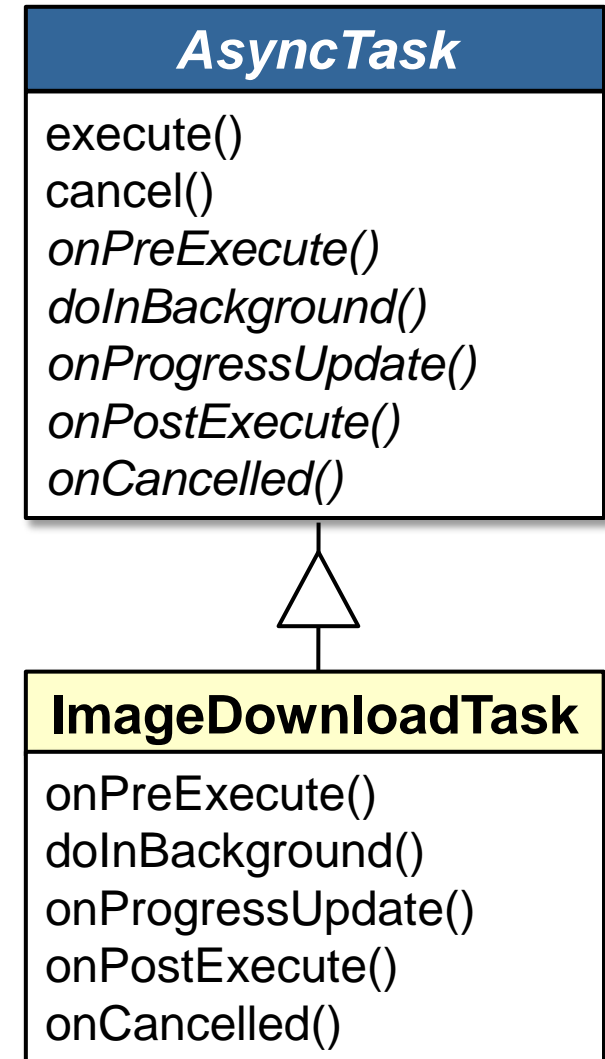 AsyncTask
execute()
cancel()
onPreExecute()
doInBackground()
onProgressUpdate()
onPostExecute()
onCancelled()
ImageDownloadTask
onPreExecute()
doInBackground()
onProgressUpdate()
onPostExecute()
onCancelled()